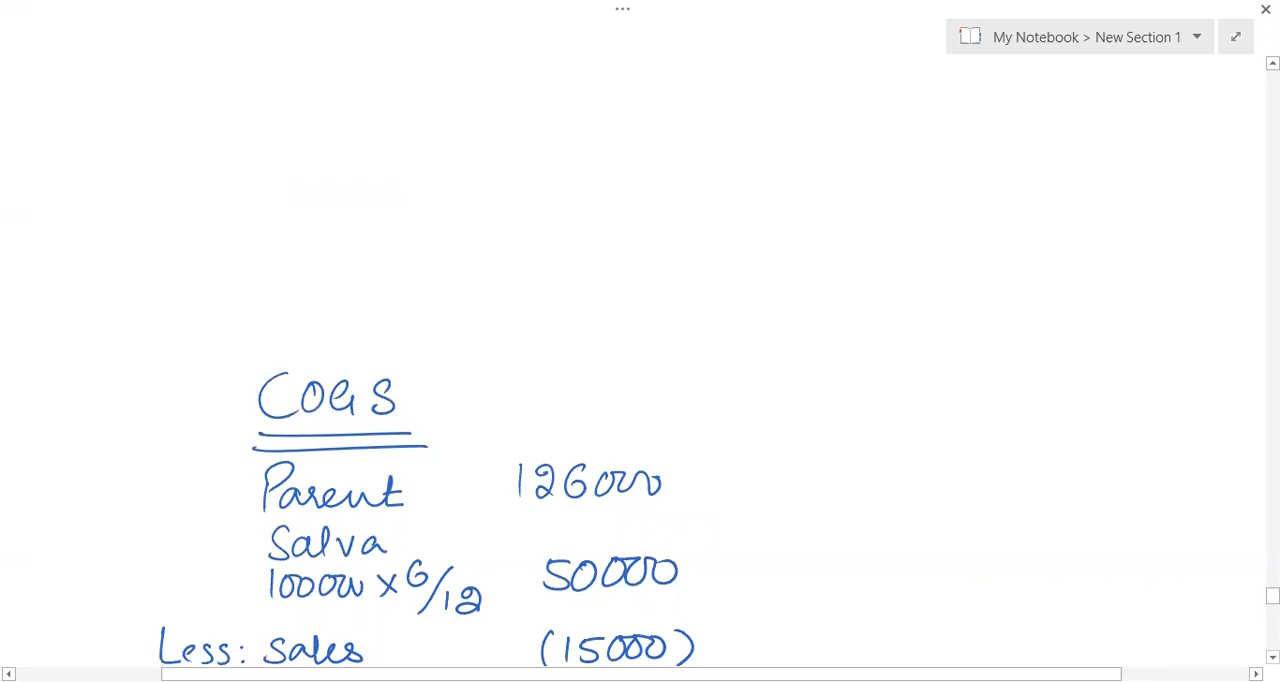 ...
My Notebook > New Section 1
COGS
Parent 126000
Salva
100000 x 6/12 50000
Less: Sales (15000)